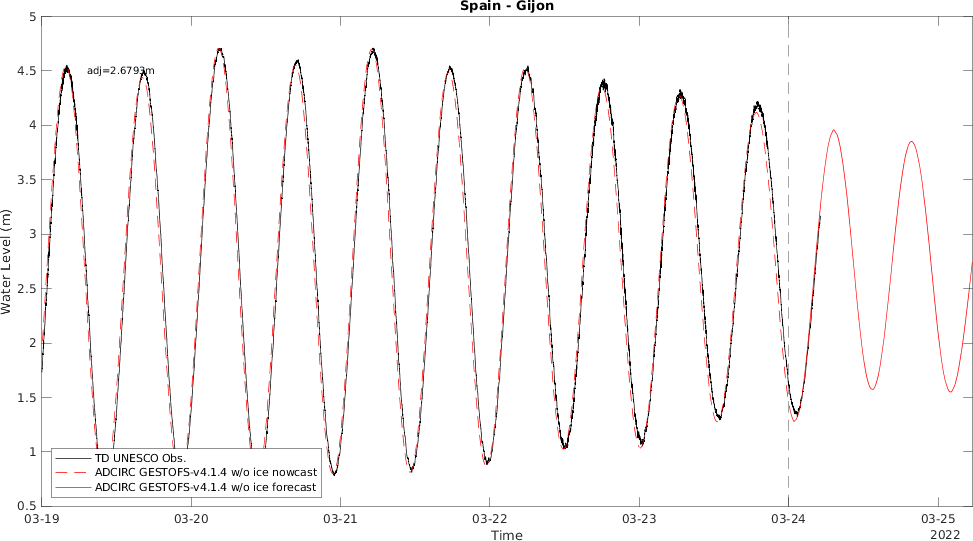 Spain - Gijon
adj=2.6793m
5
4.5
4
3.5
3
2.5
2
1.5
1
0.5
Water Level (m)
TD UNESCO Obs.
ADCIRC GESTOFS-v4.1.4 w/o ice nowcast
ADCIRC GESTOFS-v4.1.4 w/o ice forecast
03-19 03-20 03-21 03-22 03-23 03-24 03-25
Time
2022